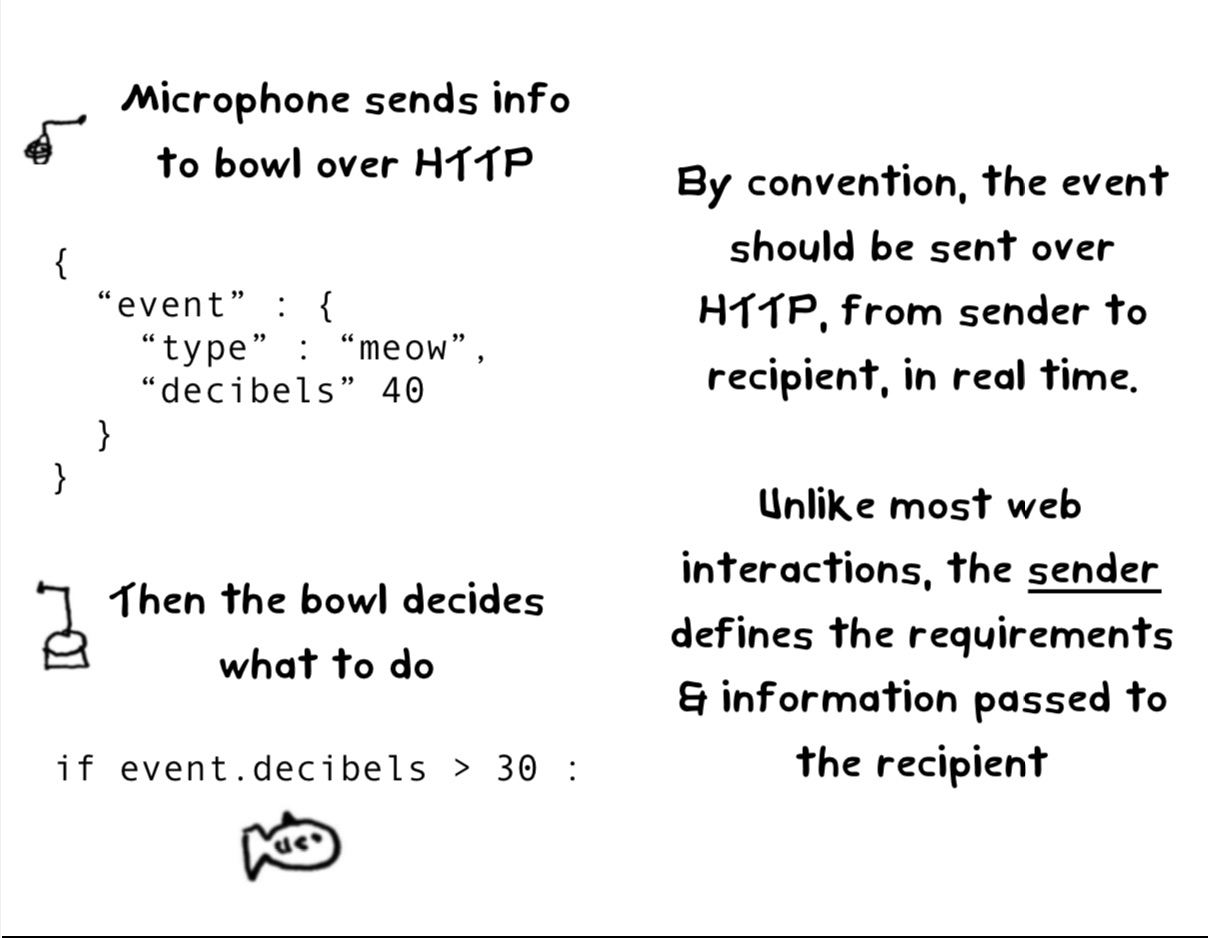 Microphone sends info
to bowl over HTTP
{
“event” : {
“type” : “meow”,
“decibels” 40
}
}
Then the bowl decides
what to do
if event.decibels > 30 :
By convention, the event
should be sent over
HTTP, from sender to
recipient, in real time.
Unlike most web
interactions, the sender
defines the requirements
& information passed to
the recipient